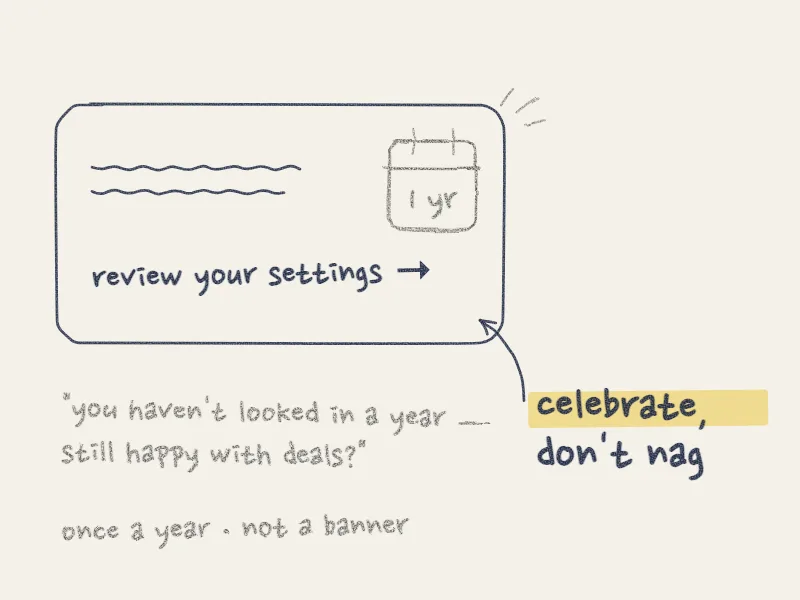 1 yr
review your settings →
celebrate,
"you haven't looked in a year —
don't nag
still happy with deals?"
once a year · not a banner